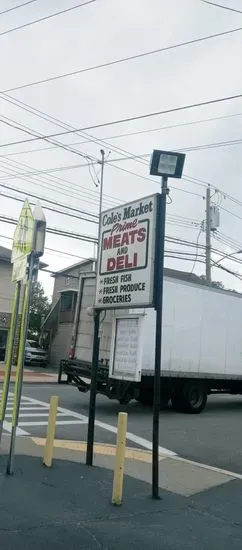 Cole's Market
Prime
MEATS
AND
DELI
* FRESH FISH
* FRESH PRODUCE
* GROCERIES